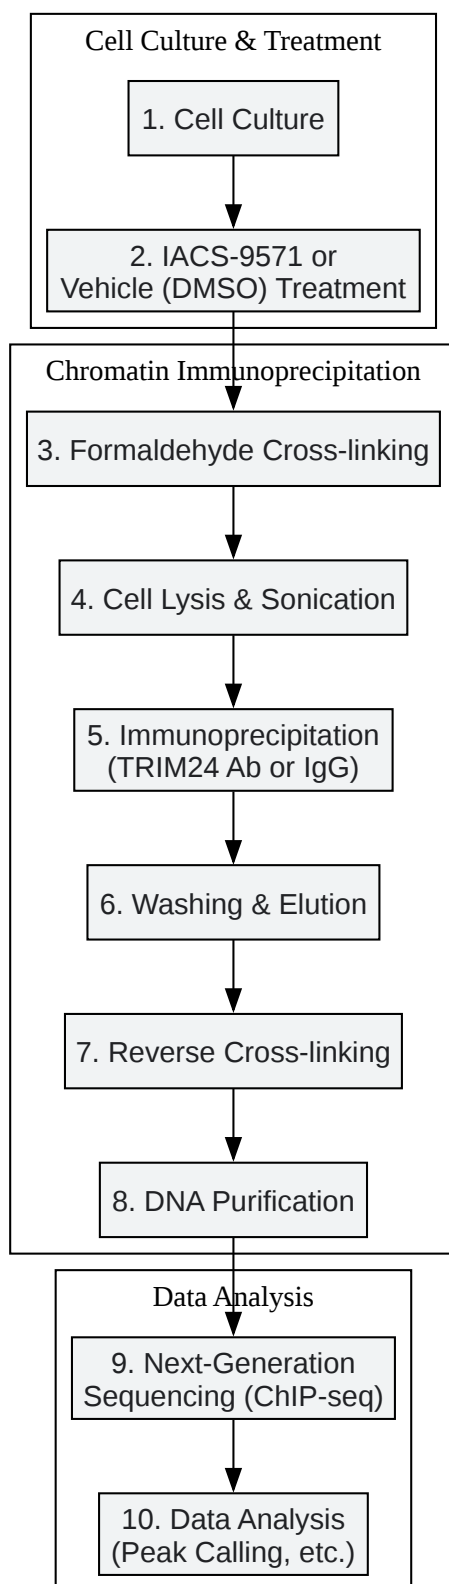 Cell Culture & Treatment
1. Cell Culture
2. IACS-9571 or
Vehicle (DMSO) Treatment
Chromatin Immunoprecipitation
3. Formaldehyde Cross-linking
4. Cell Lysis & Sonication
5. Immunoprecipitation
(TRIM24 Ab or IgG)
6. Washing & Elution
7. Reverse Cross-linking
8. DNA Purification
Data Analysis
9. Next-Generation
Sequencing (ChIP-seq)
10. Data Analysis
(Peak Calling, etc.)